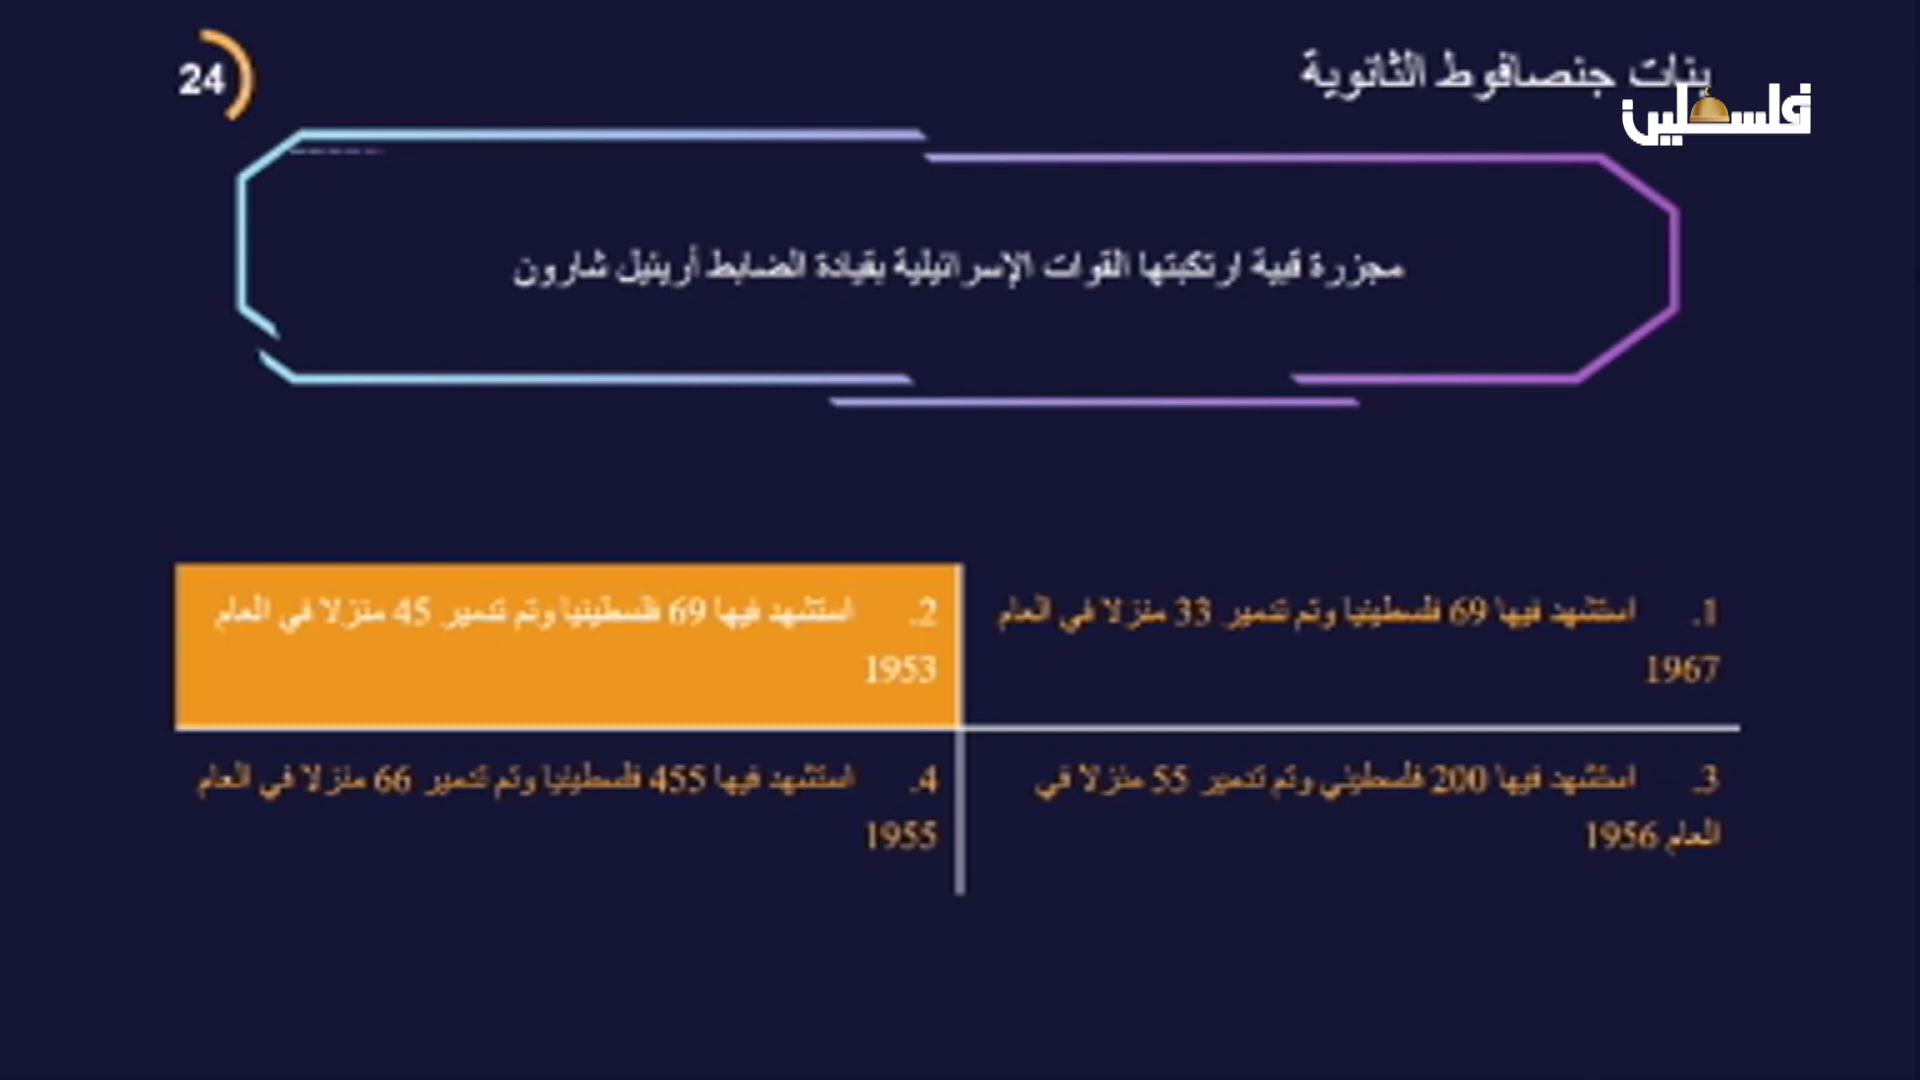 بنات جنصافوط الثانوية
24
فلسطين
مجزرة قبية ارتكبتها القوات الإسرائيلية بقيادة الضابط أرينيل شارون
1. استشهد فيها 69 فلسطينيا وتم تدمير 33 منزلا في العام
1967
2. استشهد فيها 69 فلسطينيا وتم تدمير 45 منزلا في العام
1953
3. استشهد فيها 200 فلسطيني وتم تدمير 55 منزلا في
العام 1956
4. استشهد فيها 455 فلسطينيا وتم تدمير 66 منزلا في العام
1955